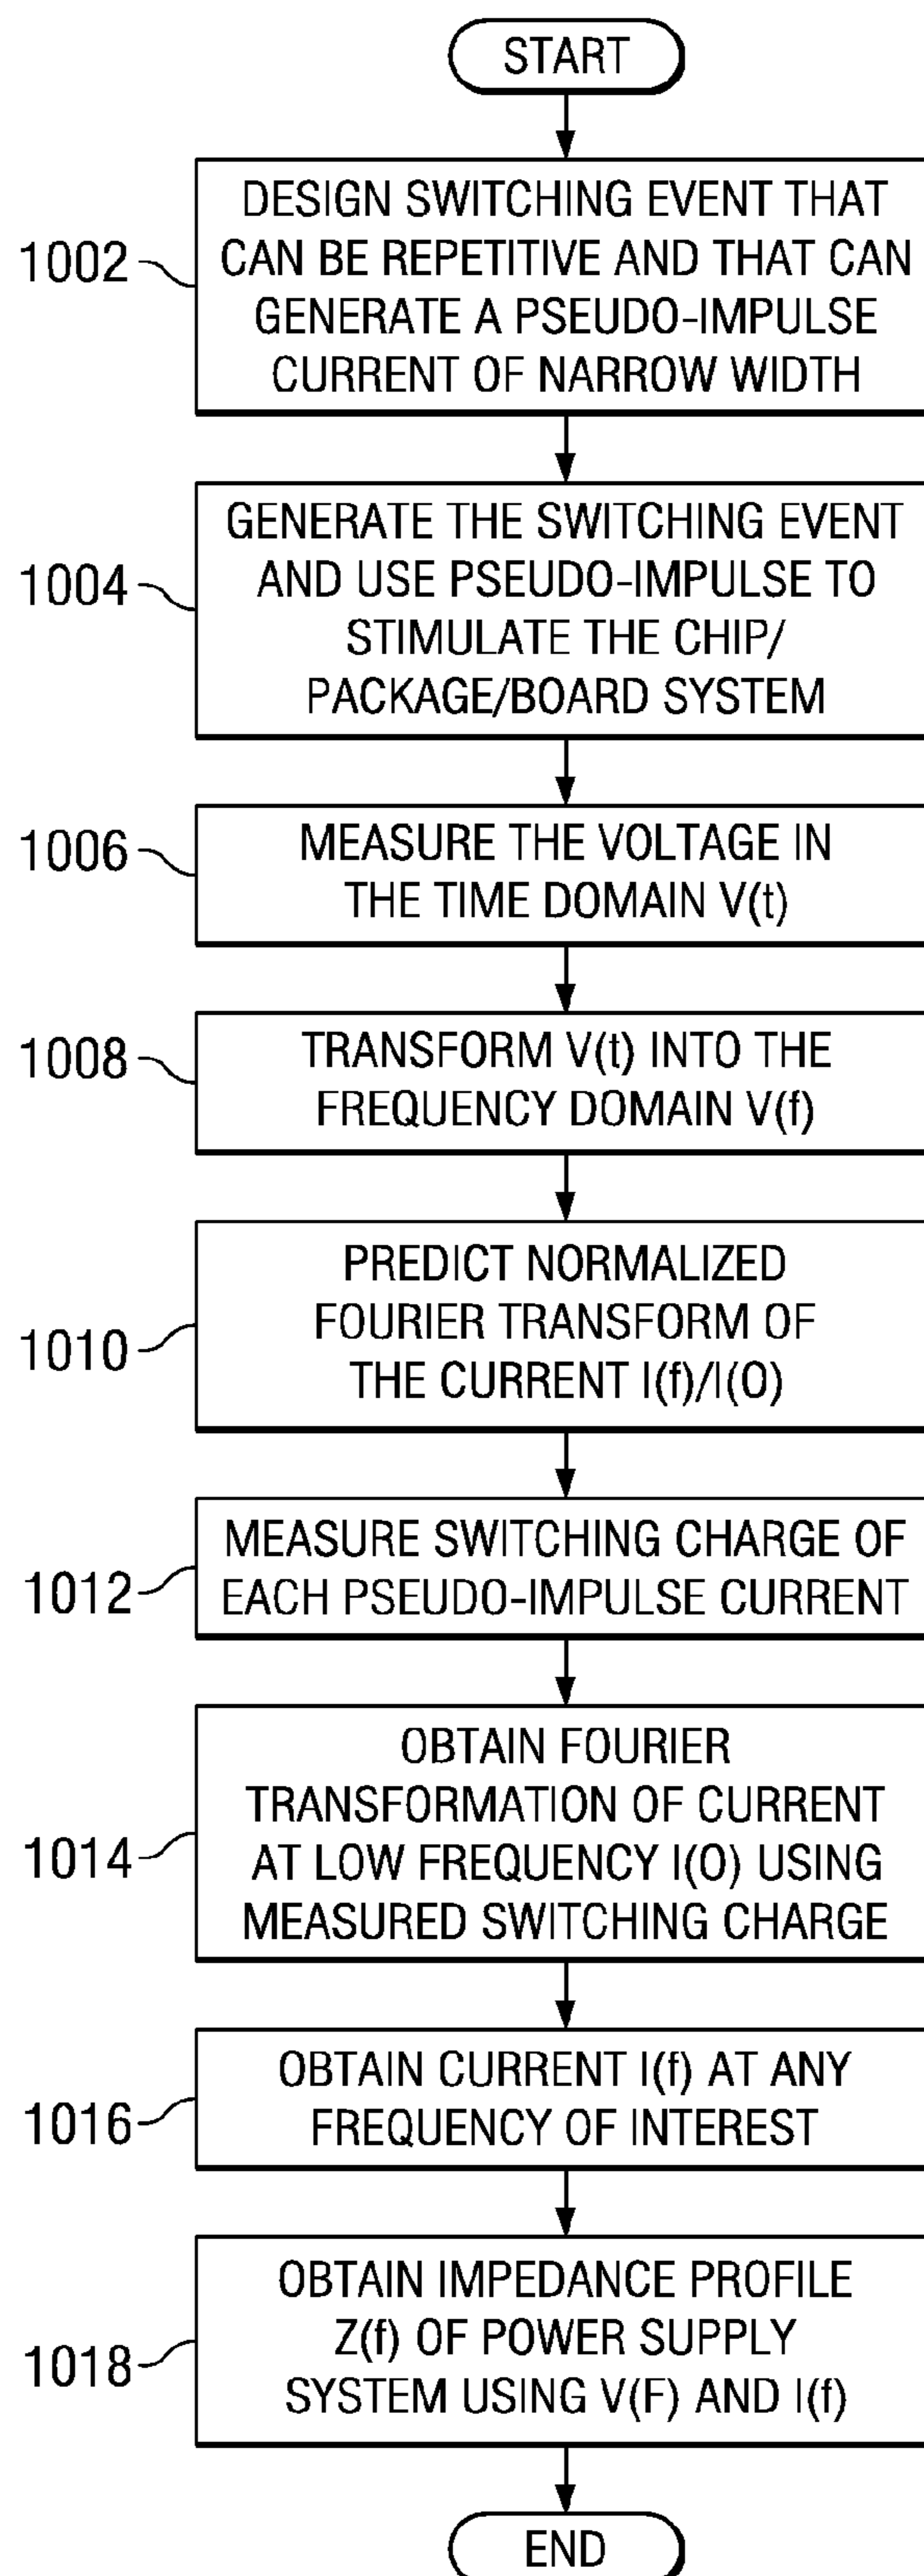 START
1002
DESIGN SWITCHING EVENT THAT
CAN BE REPETITIVE AND THAT CAN
GENERATE A PSEUDO-IMPULSE
CURRENT OF NARROW WIDTH
1004
GENERATE THE SWITCHING EVENT
AND USE PSEUDO-IMPULSE TO
STIMULATE THE CHIP/
PACKAGE/BOARD SYSTEM
1006
MEASURE THE VOLTAGE IN
THE TIME DOMAIN V(t)
1008
TRANSFORM V(t) INTO THE
FREQUENCY DOMAIN V(f)
1010
PREDICT NORMALIZED
FOURIER TRANSFORM OF
THE CURRENT I(f)/I(O)
1012
MEASURE SWITCHING CHARGE OF
EACH PSEUDO-IMPULSE CURRENT
1014
OBTAIN FOURIER
TRANSFORMATION OF CURRENT
AT LOW FREQUENCY I(O) USING
MEASURED SWITCHING CHARGE
1016
OBTAIN CURRENT I(f) AT ANY
FREQUENCY OF INTEREST
1018
OBTAIN IMPEDANCE PROFILE
Z(f) OF POWER SUPPLY
SYSTEM USING V(F) AND I(f)
END